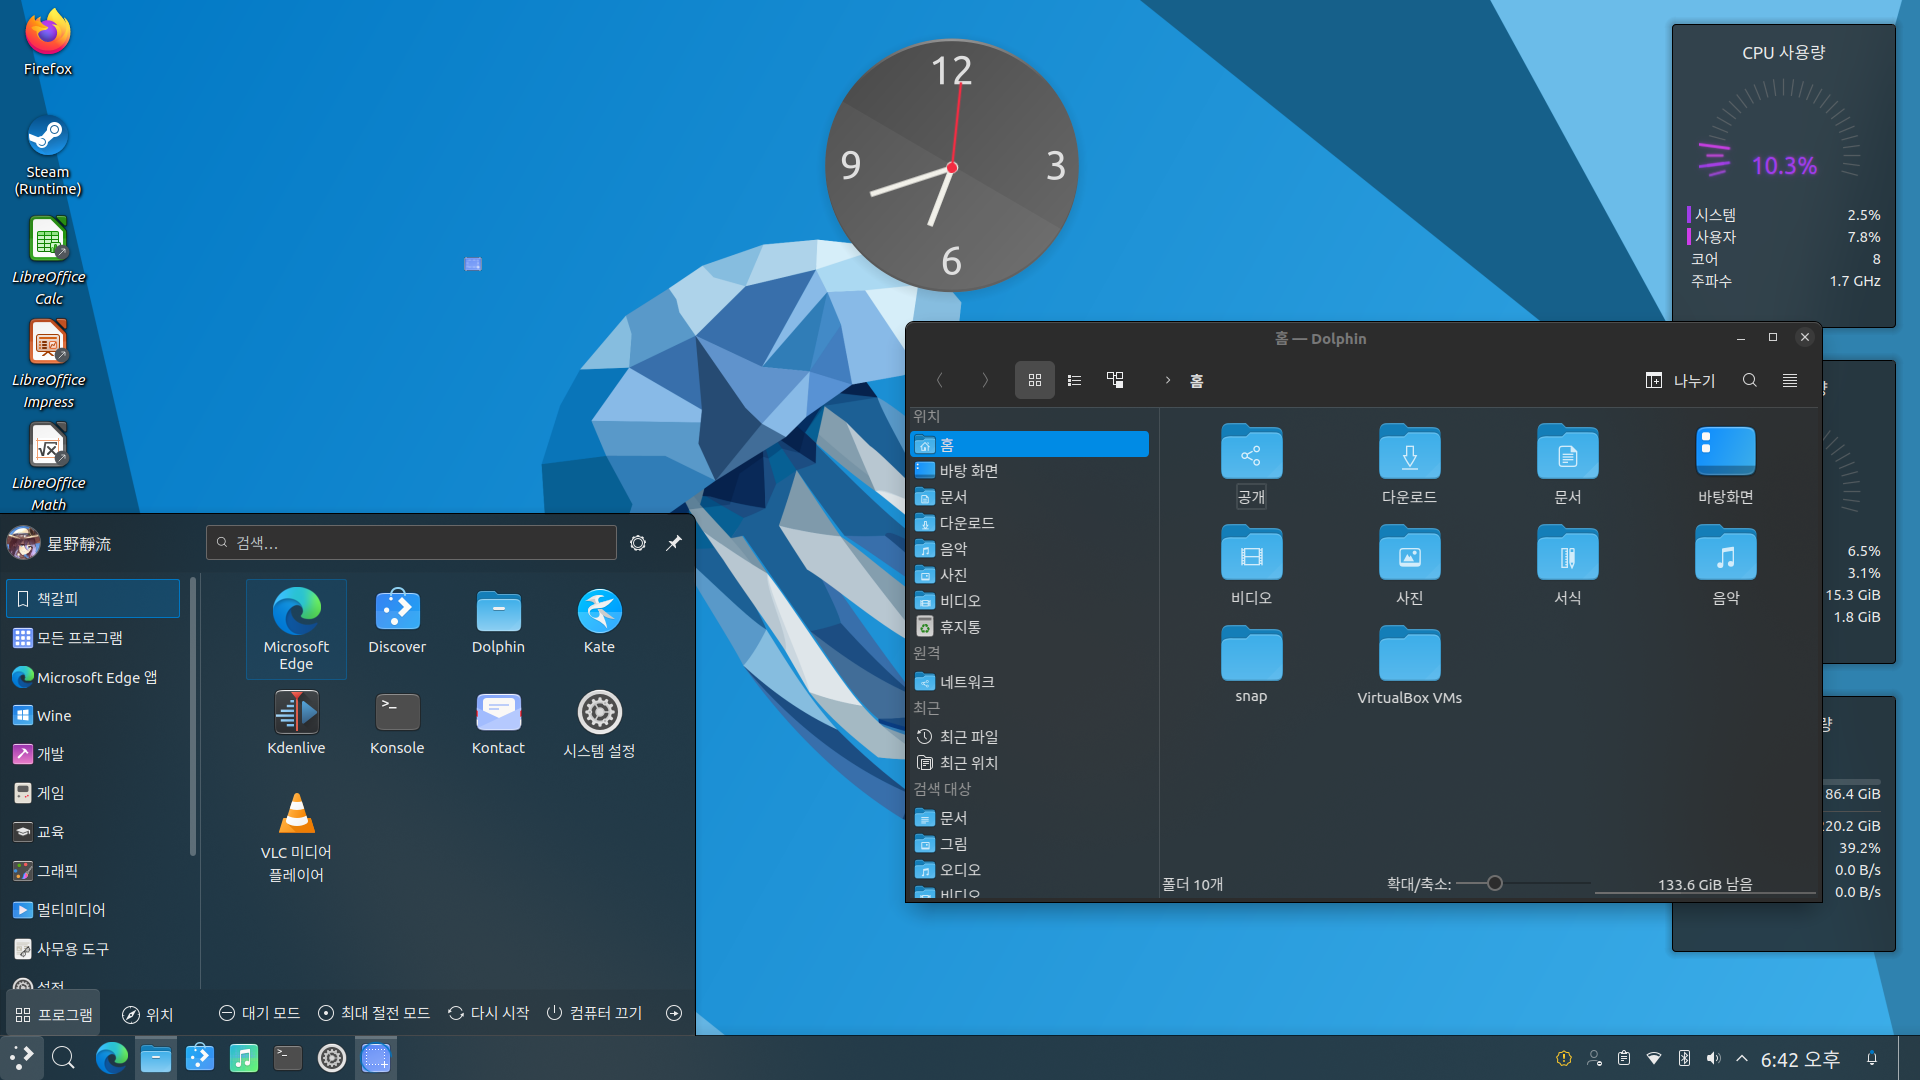 Firefox
Steam
(Runtime)
LibreOffice
Calc
LibreOffice
Impress
LibreOffice
Math
12
3
6
9
CPU 사용량
10.3%
시스템 2.5%
사용자 7.8%
코어 8
주파수 1.7 GHz
6.5%
3.1%
15.3 GiB
1.8 GiB
86.4 GiB
20.2 GiB
39.2%
0.0 B/s
0.0 B/s
홈 — Dolphin
홈
나누기
위치
홈
바탕 화면
문서
다운로드
음악
사진
비디오
휴지통
원격
네트워크
최근
최근 파일
최근 위치
검색 대상
문서
그림
오디오
비디오
공개
다운로드
문서
바탕화면
비디오
사진
서식
음악
snap
VirtualBox VMs
폴더 10개
확대/축소:
133.6 GiB 남음
星野靜流
검색...
책갈피
모든 프로그램
Microsoft Edge 앱
Wine
개발
게임
교육
그래픽
멀티미디어
사무용 도구
설정
Microsoft
Edge
Discover
Dolphin
Kate
Kdenlive
Konsole
Kontact
시스템 설정
VLC 미디어
플레이어
프로그램
위치
대기 모드
최대 절전 모드
다시 시작
컴퓨터 끄기
6:42 오후